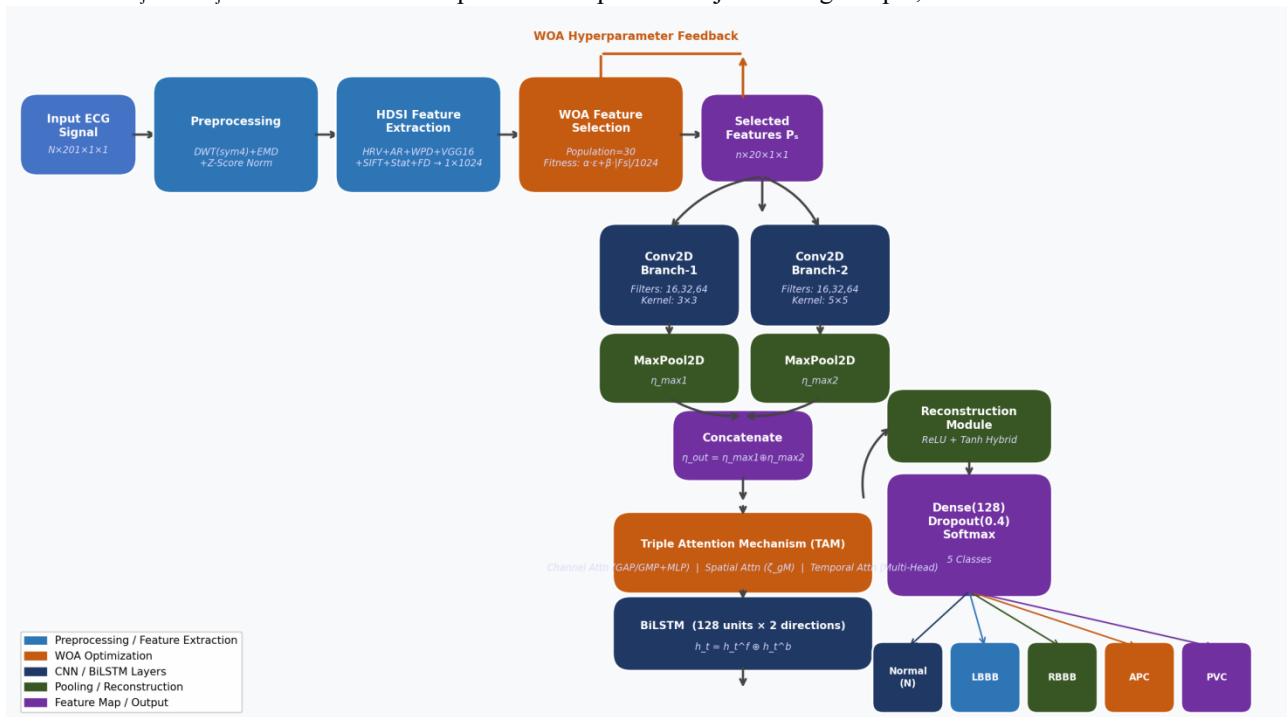 WOA Hyperparameter Feedback
Input ECG
Signal
N×201×1×1
Preprocessing
DWT(sym4)+EMD
+Z-Score Norm
HDSI Feature
Extraction
HRV+AR+WPD+VGG16
+SIFT+Stat+FD → 1×1024
WOA Feature
Selection
Population=30
Fitness: α·ε+β·|Fs|/1024
Selected
Features Pₛ
n×20×1×1
Conv2D
Branch-1
Filters: 16,32,64
Kernel: 3×3
Conv2D
Branch-2
Filters: 16,32,64
Kernel: 5×5
MaxPool2D
η_max1
MaxPool2D
η_max2
Concatenate
η_out = η_max1⊕η_max2
Reconstruction
Module
ReLU + Tanh Hybrid
Dense(128)
Dropout(0.4)
Softmax
5 Classes
Triple Attention Mechanism (TAM)
Channel Attn (GAP/GMP+MLP) | Spatial Attn (ζ_gM) | Temporal Attn (Multi-Head)
BiLSTM (128 units × 2 directions)
h_t = h_t^f ⊕ h_t^b
Normal
(N)
LBBB
RBBB
APC
PVC
Preprocessing / Feature Extraction
WOA Optimization
CNN / BiLSTM Layers
Pooling / Reconstruction
Feature Map / Output